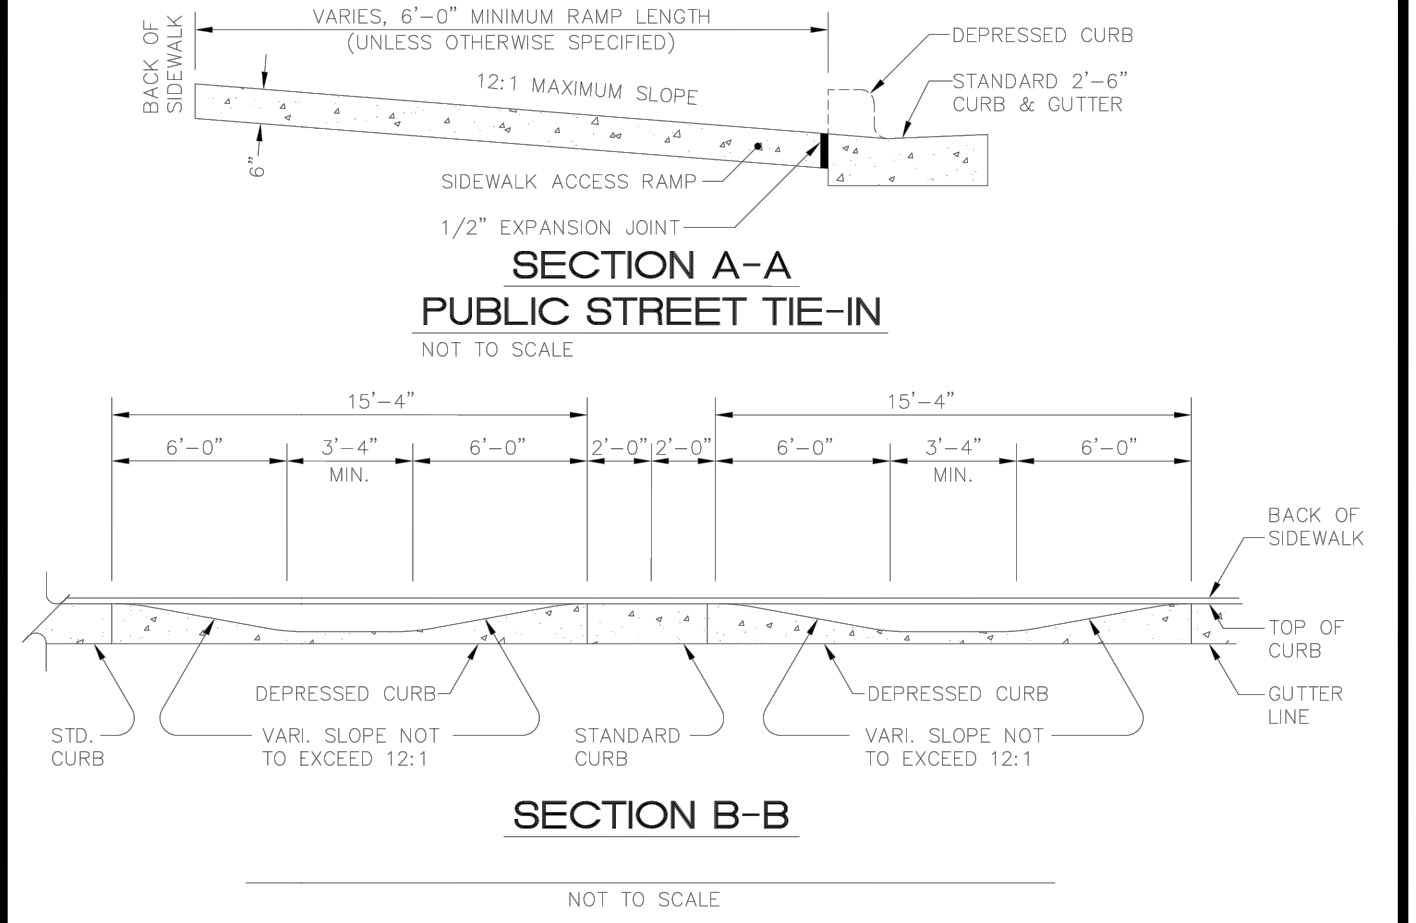 BACK OF
SIDEWALK
VARIES, 6'-0" MINIMUM RAMP LENGTH
(UNLESS OTHERWISE SPECIFIED)
DEPRESSED CURB
12:1 MAXIMUM SLOPE
STANDARD 2'-6"
CURB & GUTTER
6"
SIDEWALK ACCESS RAMP
1/2" EXPANSION JOINT
SECTION A-A
PUBLIC STREET TIE-IN
NOT TO SCALE
15'-4" 15'-4"
6'-0" 3'-4" 6'-0" 2'-0" 2'-0" 6'-0" 3'-4" 6'-0"
MIN. MIN.
BACK OF
SIDEWALK
TOP OF
CURB
GUTTER
LINE
DEPRESSED CURB
DEPRESSED CURB
STD.
CURB
VARI. SLOPE NOT
TO EXCEED 12:1
STANDARD
CURB
VARI. SLOPE NOT
TO EXCEED 12:1
SECTION B-B
NOT TO SCALE